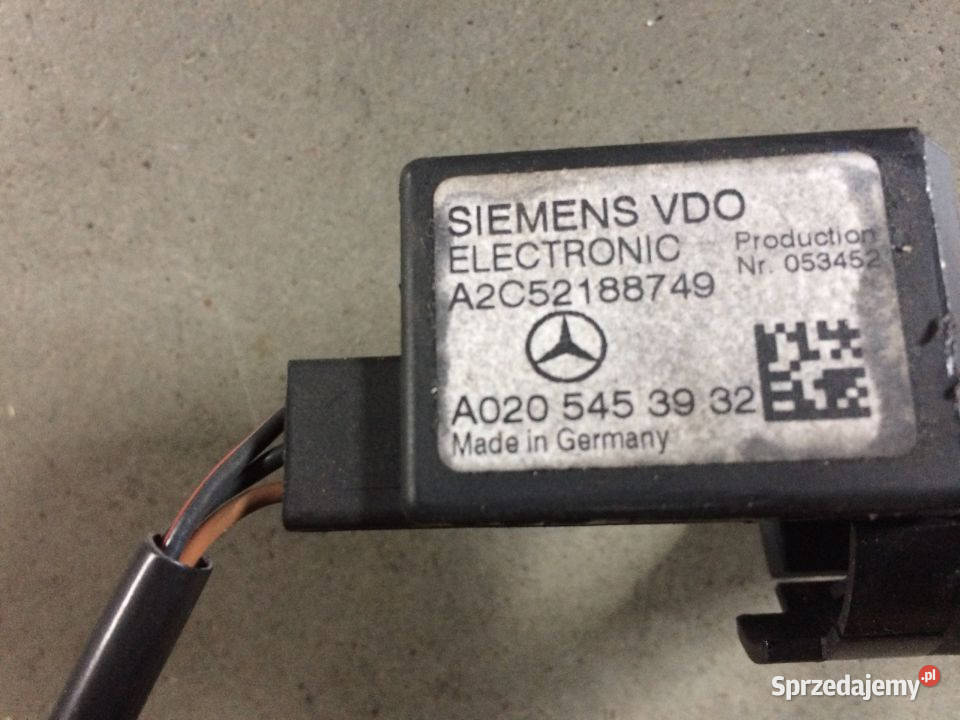 SIEMENS VDO
ELECTRONIC
Production
Nr. 053452
A2C52188749
A020 545 39 32
Made in Germany
Sprzedajemy.pl